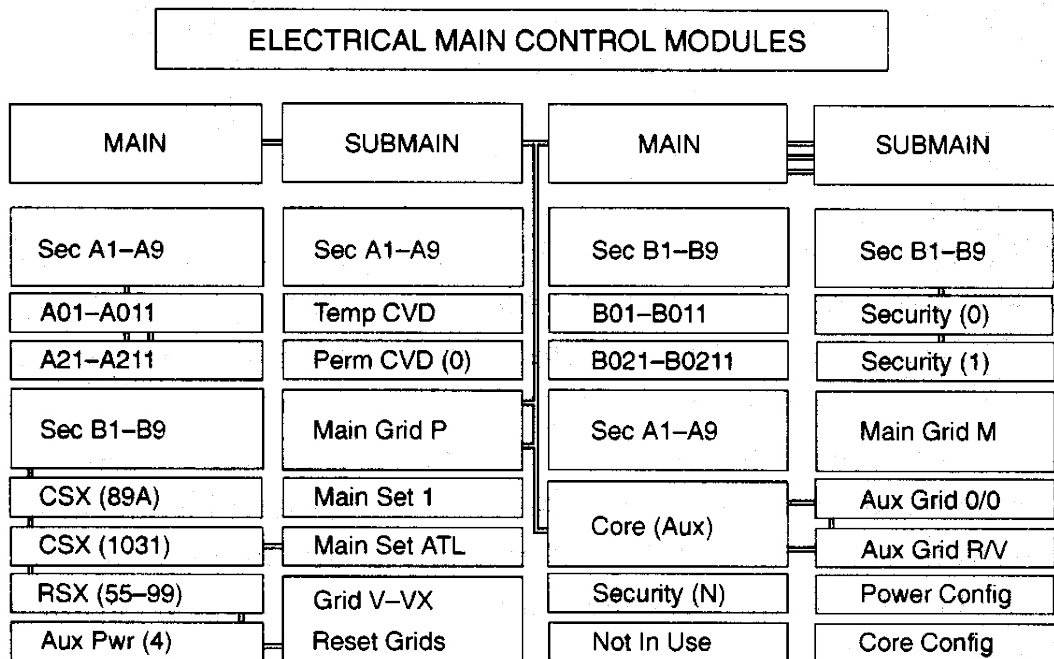 ELECTRICAL MAIN CONTROL MODULES
MAIN
SUBMAIN
MAIN
SUBMAIN
Sec A1–A9
Sec A1–A9
Sec B1–B9
Sec B1–B9
A01–A011
Temp CVD
B01–B011
Security (0)
A21–A211
Perm CVD (0)
B021–B0211
Security (1)
Sec B1–B9
Main Grid P
Sec A1–A9
Main Grid M
CSX (89A)
Main Set 1
Core (Aux)
Aux Grid 0/0
CSX (1031)
Main Set ATL
Aux Grid R/V
RSX (55–99)
Grid V–VX
Security (N)
Power Config
Aux Pwr (4)
Reset Grids
Not In Use
Core Config